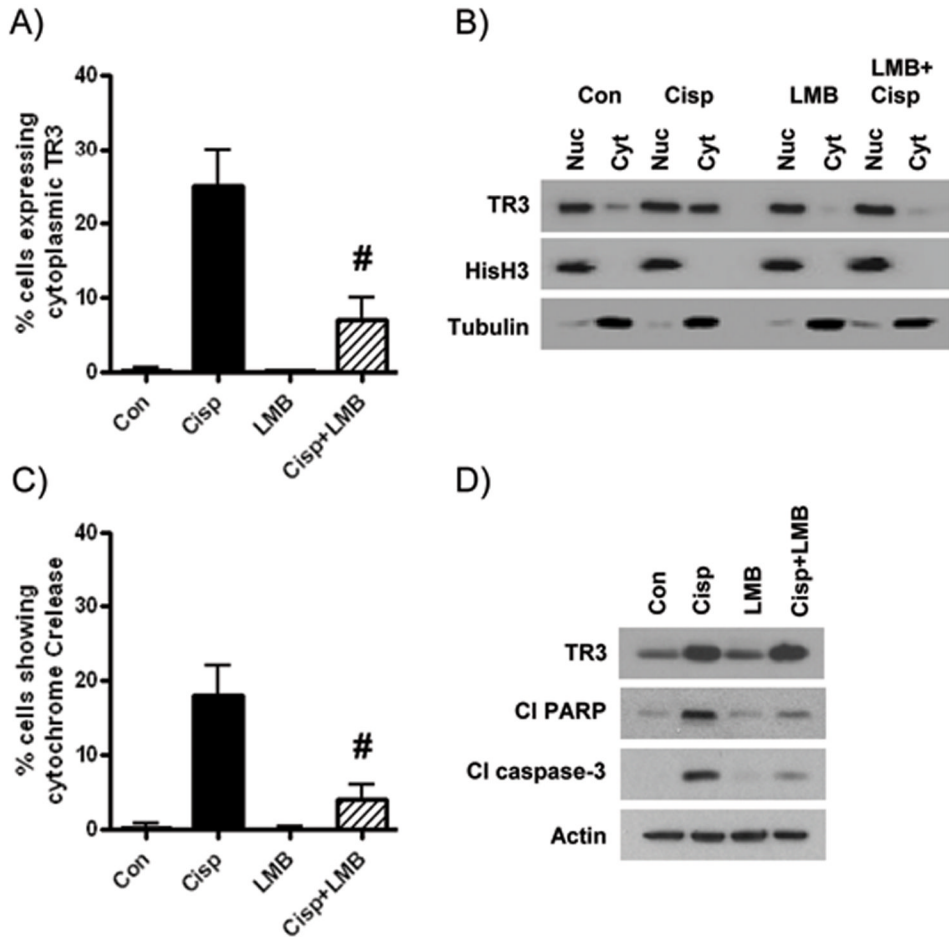 A)
% cells expressing
cytoplasmic TR3
40
30
20
10
0
#
Con
Cisp
LMB
Cisp+LMB
B)
Con
Cisp
LMB
LMB+
Cisp
Nuc
Cyt
Nuc
Cyt
Nuc
Cyt
Nuc
Cyt
TR3
HisH3
Tubulin
C)
% cells showing
cytochrome Crelease
40
30
20
10
0
#
Con
Cisp
LMB
Cisp+LMB
D)
Con
Cisp
LMB
Cisp+LMB
TR3
Cl PARP
Cl caspase-3
Actin